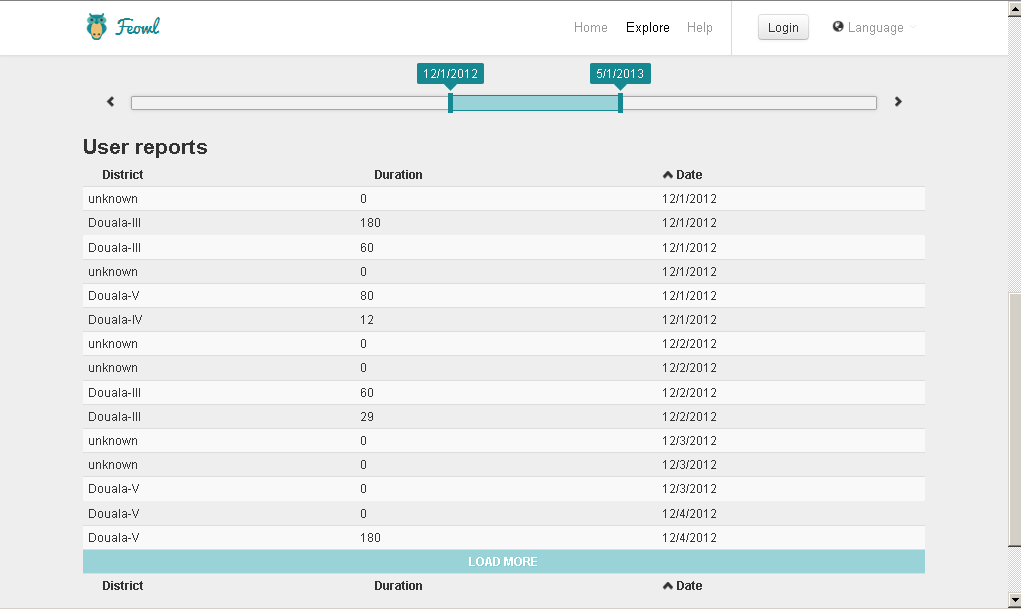 Feowl Home Explore Help Login Language
12/1/2012 5/1/2013
User reports
District Duration Date
unknown 0 12/1/2012
Douala-III 180 12/1/2012
Douala-III 60 12/1/2012
unknown 0 12/1/2012
Douala-V 80 12/1/2012
Douala-IV 12 12/1/2012
unknown 0 12/2/2012
unknown 0 12/2/2012
Douala-III 60 12/2/2012
Douala-III 29 12/2/2012
unknown 0 12/3/2012
unknown 0 12/3/2012
Douala-V 0 12/3/2012
Douala-V 0 12/4/2012
Douala-V 180 12/4/2012
LOAD MORE
District Duration Date